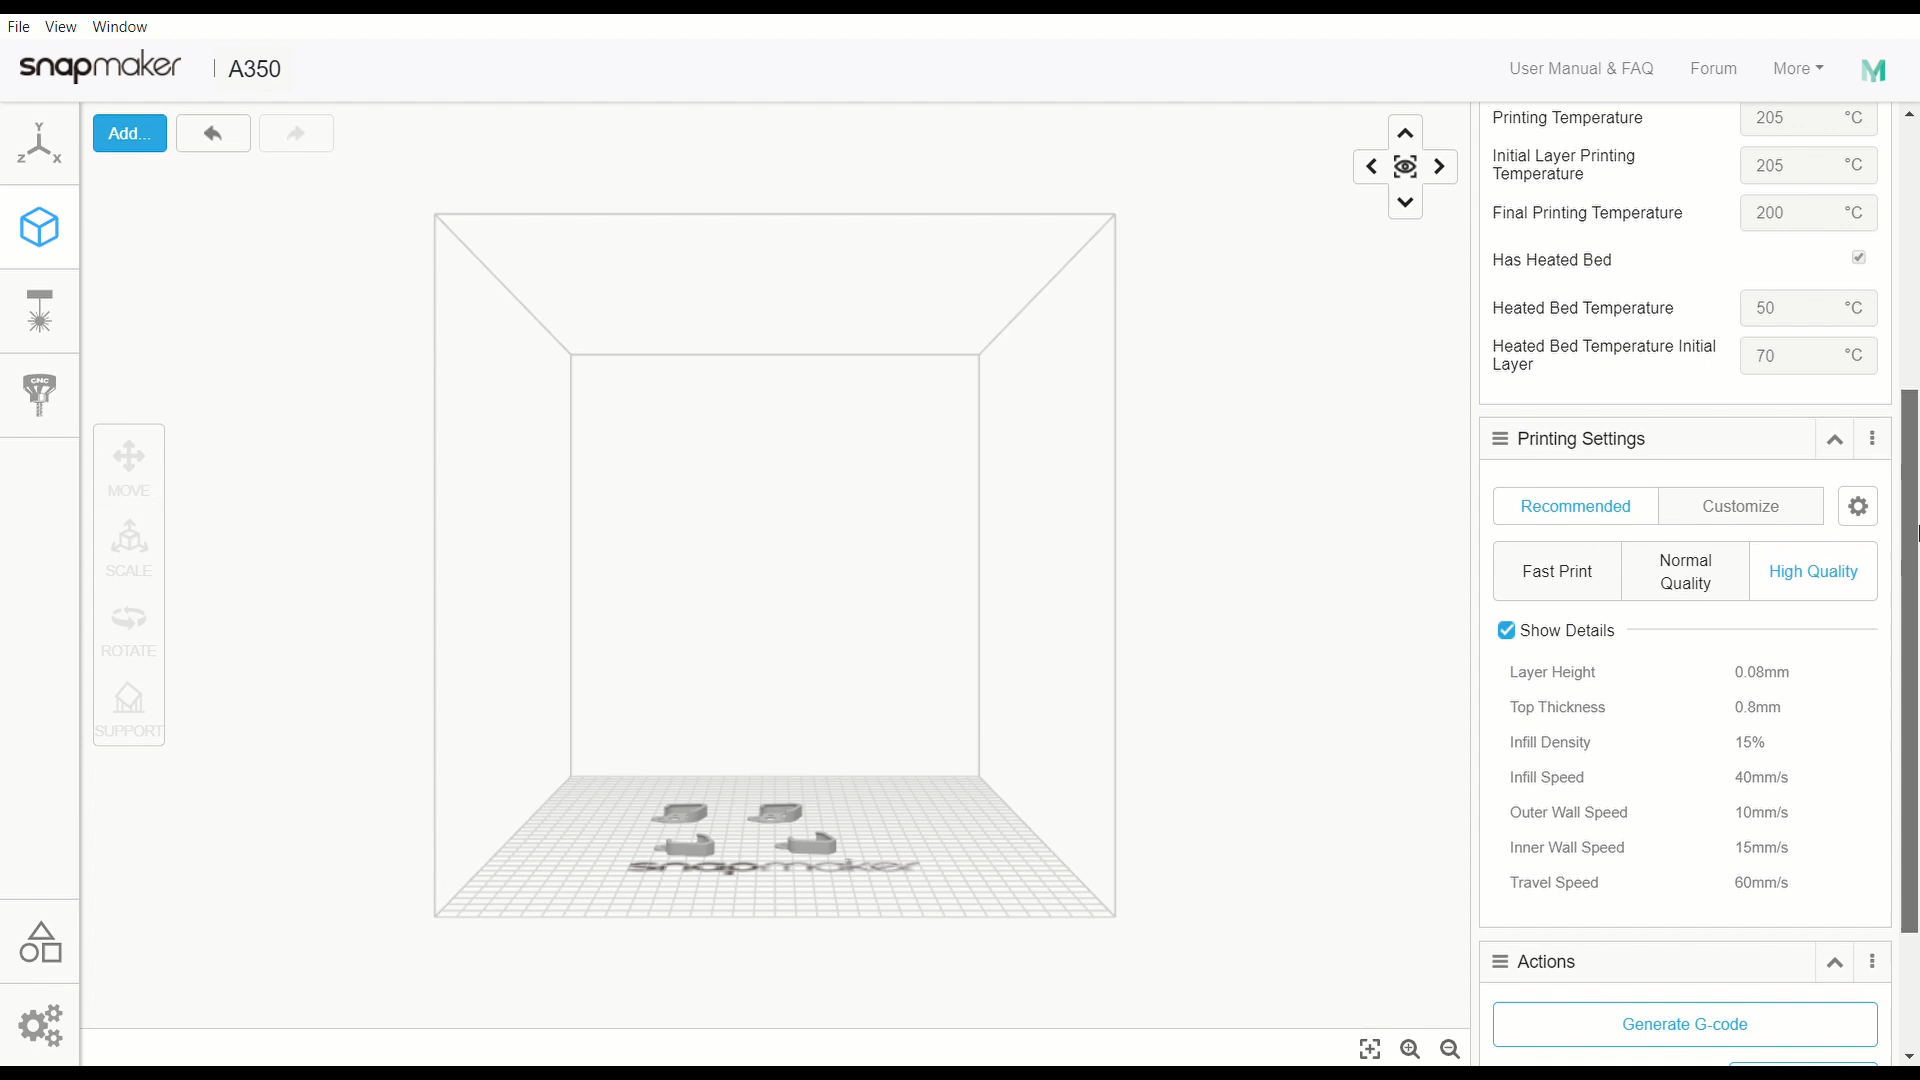 File View Window
snapmaker | A350
User Manual & FAQ Forum More
Add...
Y
Z X
CNC
MOVE
SCALE
ROTATE
SUPPORT
snapmaker
Printing Temperature 205 °C
Initial Layer Printing
Temperature 205 °C
Final Printing Temperature 200 °C
Has Heated Bed
Heated Bed Temperature 50 °C
Heated Bed Temperature Initial
Layer 70 °C
Printing Settings
Recommended Customize
Fast Print Normal
Quality High Quality
Show Details
Layer Height 0.08mm
Top Thickness 0.8mm
Infill Density 15%
Infill Speed 40mm/s
Outer Wall Speed 10mm/s
Inner Wall Speed 15mm/s
Travel Speed 60mm/s
Actions
Generate G-code